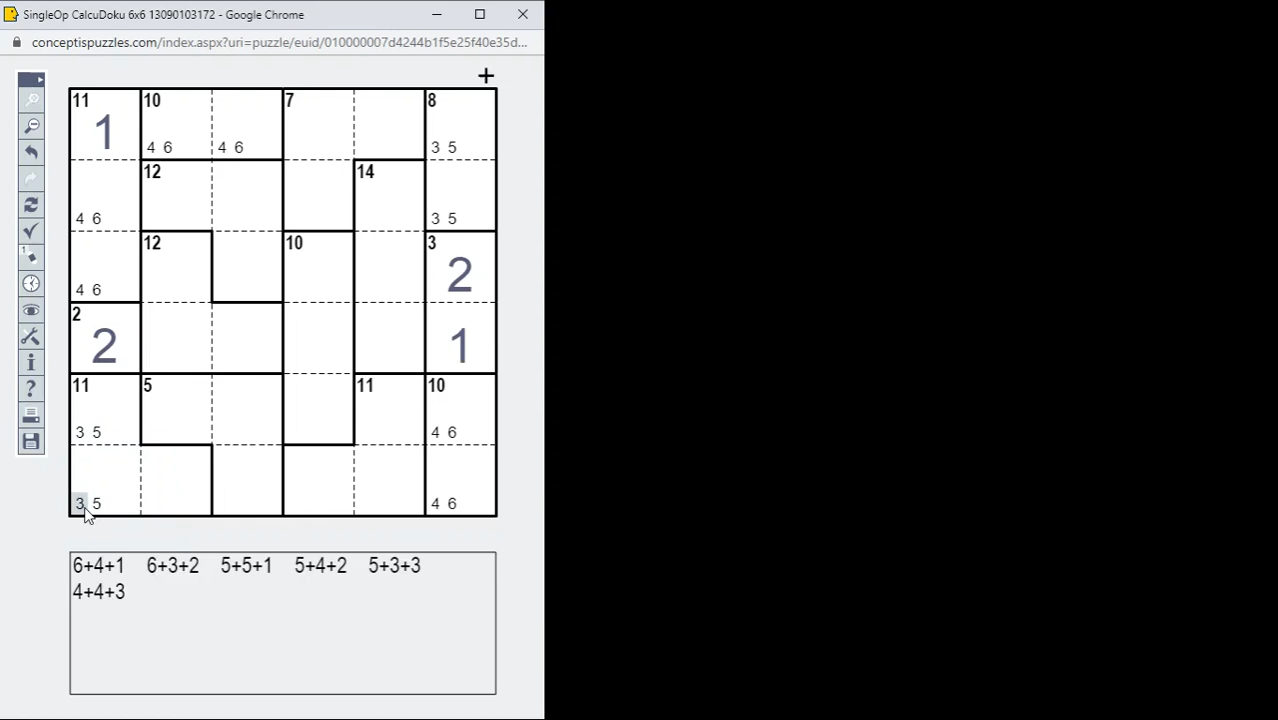 SingleOp CalcuDoku 6x6 13090103172 - Google Chrome
conceptispuzzles.com/index.aspx?uri=puzzle/euid/010000007d4244b1f5e25f40e35d...
+
11 10 7 8
1 4 6 4 6 3 5
12 14
4 6 3 5
12 10 3
4 6 2
2
2 1
11 5 11 10
3 5 4 6
3 5 4 6
6+4+1 6+3+2 5+5+1 5+4+2 5+3+3
4+4+3